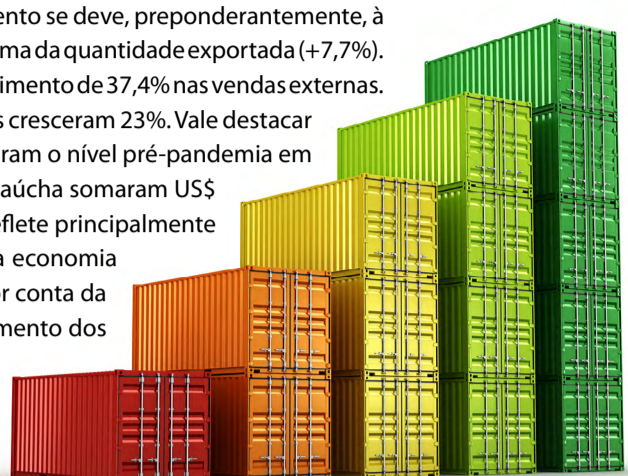 ento se deve, preponderantemente, à
ma da quantidade exportada (+7,7%).
imento de 37,4% nas vendas externas.
s cresceram 23%. Vale destacar
ram o nível pré-pandemia em
aúcha somaram US$
eflete principalmente
a economia
r conta da
mento dos